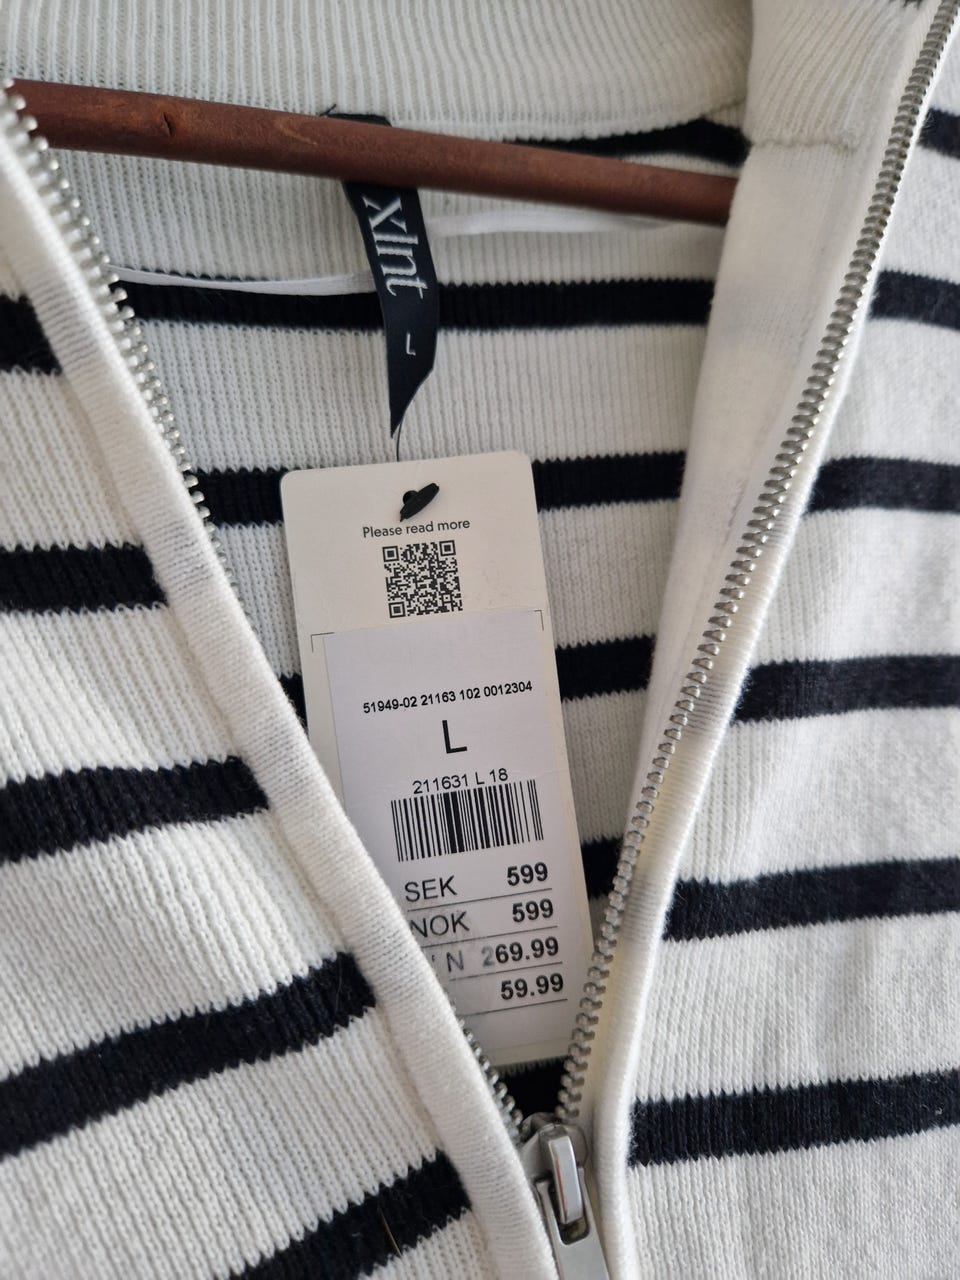 xlnt
L
Please read more
51949-02 21163 102 0012304
L
211631 L 18
SEK 599
NOK 599
N 269.99
59.99